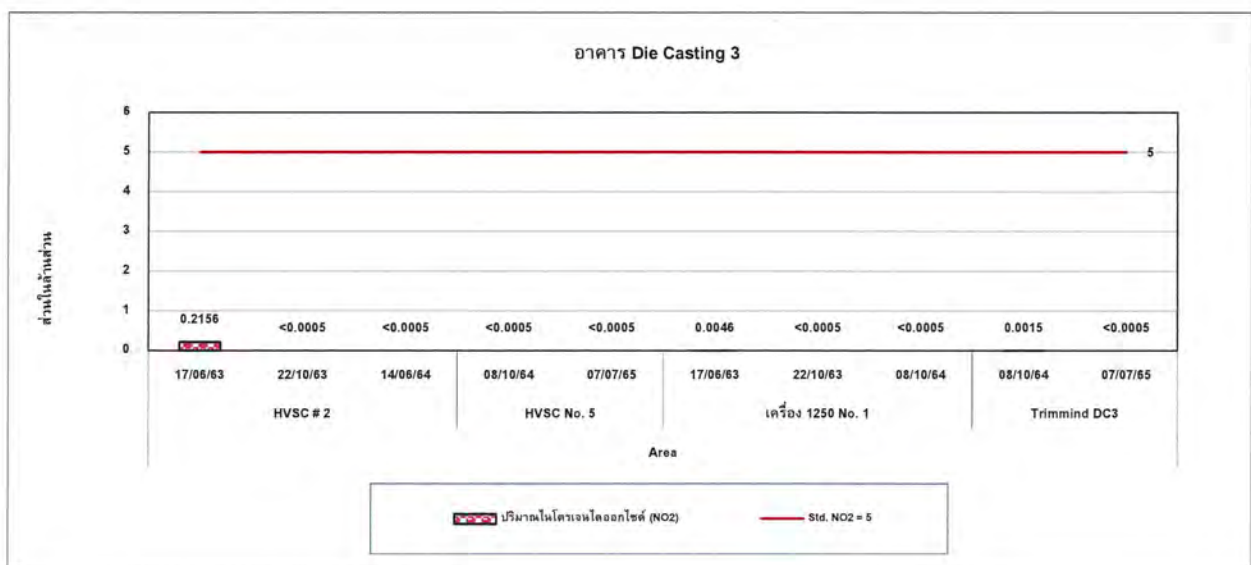 อาคาร Die Casting 3
ส่วนในล้านส่วน
6
5
4
3
2
1
0
5
0.2156 <0.0005 <0.0005 <0.0005 <0.0005 0.0046 <0.0005 <0.0005 0.0015 <0.0005
17/06/63 22/10/63 14/06/64 08/10/64 07/07/65 17/06/63 22/10/63 08/10/64 08/10/64 07/07/65
HVSC # 2 HVSC No. 5 เครื่อง 1250 No. 1 Trimmind DC3
Area
ปริมาณไนโตรเจนไดออกไซด์ (NO2) Std. NO2 = 5